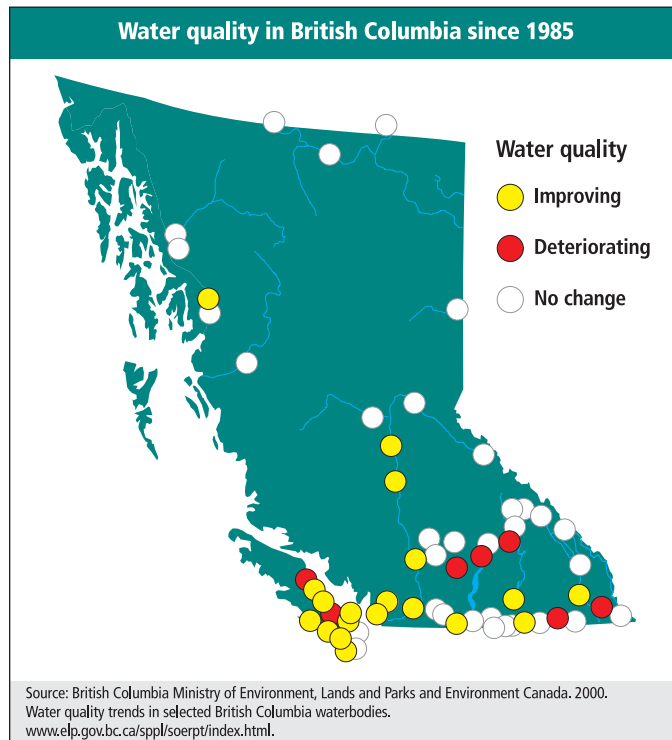 Water quality in British Columbia since 1985
Water quality
Improving
Deteriorating
No change
Source: British Columbia Ministry of Environment, Lands and Parks and Environment Canada. 2000.
Water quality trends in selected British Columbia waterbodies.
www.elp.gov.bc.ca/sppl/soerpt/index.html.